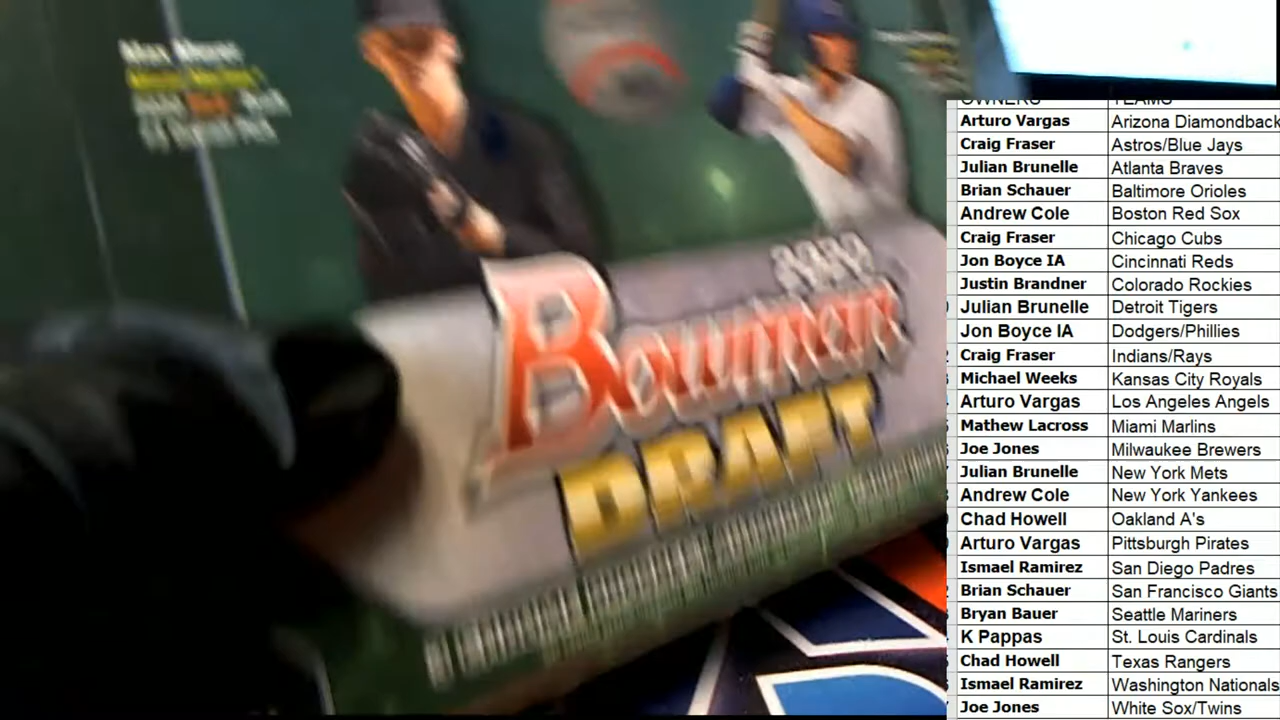 Max Meyer
2020
Bowman
DRAFT
OWNERS TEAMS
Arturo Vargas Arizona Diamondback
Craig Fraser Astros/Blue Jays
Julian Brunelle Atlanta Braves
Brian Schauer Baltimore Orioles
Andrew Cole Boston Red Sox
Craig Fraser Chicago Cubs
Jon Boyce IA Cincinnati Reds
Justin Brandner Colorado Rockies
Julian Brunelle Detroit Tigers
Jon Boyce IA Dodgers/Phillies
Craig Fraser Indians/Rays
Michael Weeks Kansas City Royals
Arturo Vargas Los Angeles Angels
Mathew Lacross Miami Marlins
Joe Jones Milwaukee Brewers
Julian Brunelle New York Mets
Andrew Cole New York Yankees
Chad Howell Oakland A's
Arturo Vargas Pittsburgh Pirates
Ismael Ramirez San Diego Padres
Brian Schauer San Francisco Giants
Bryan Bauer Seattle Mariners
K Pappas St. Louis Cardinals
Chad Howell Texas Rangers
Ismael Ramirez Washington Nationals
Joe Jones White Sox/Twins